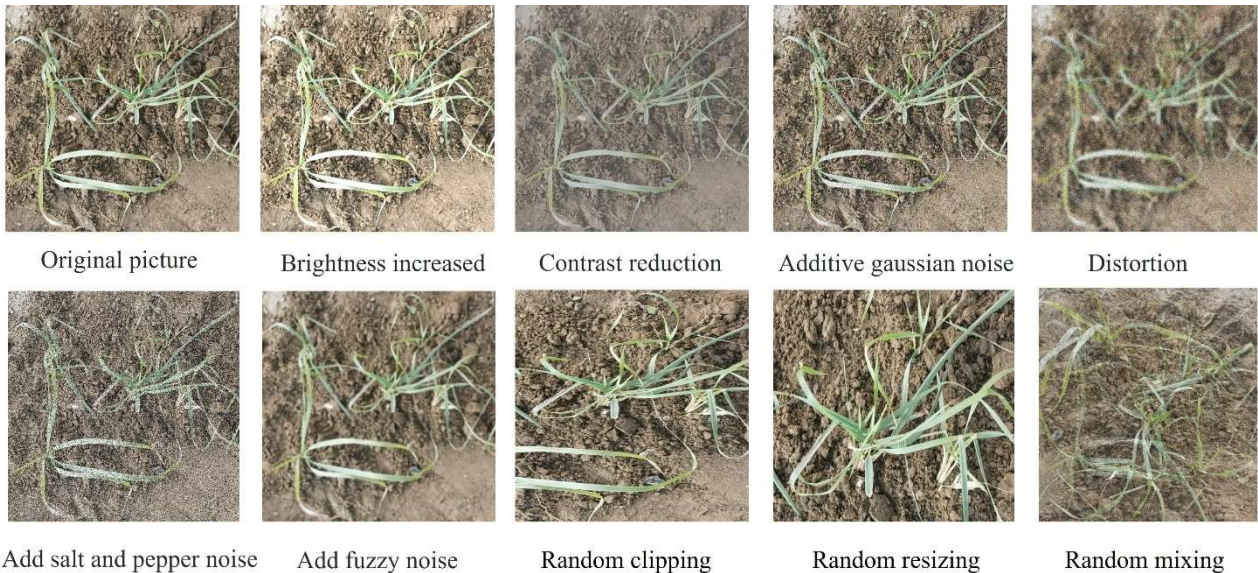 Original picture
Brightness increased
Contrast reduction
Additive gaussian noise
Distortion
Add salt and pepper noise
Add fuzzy noise
Random clipping
Random resizing
Random mixing